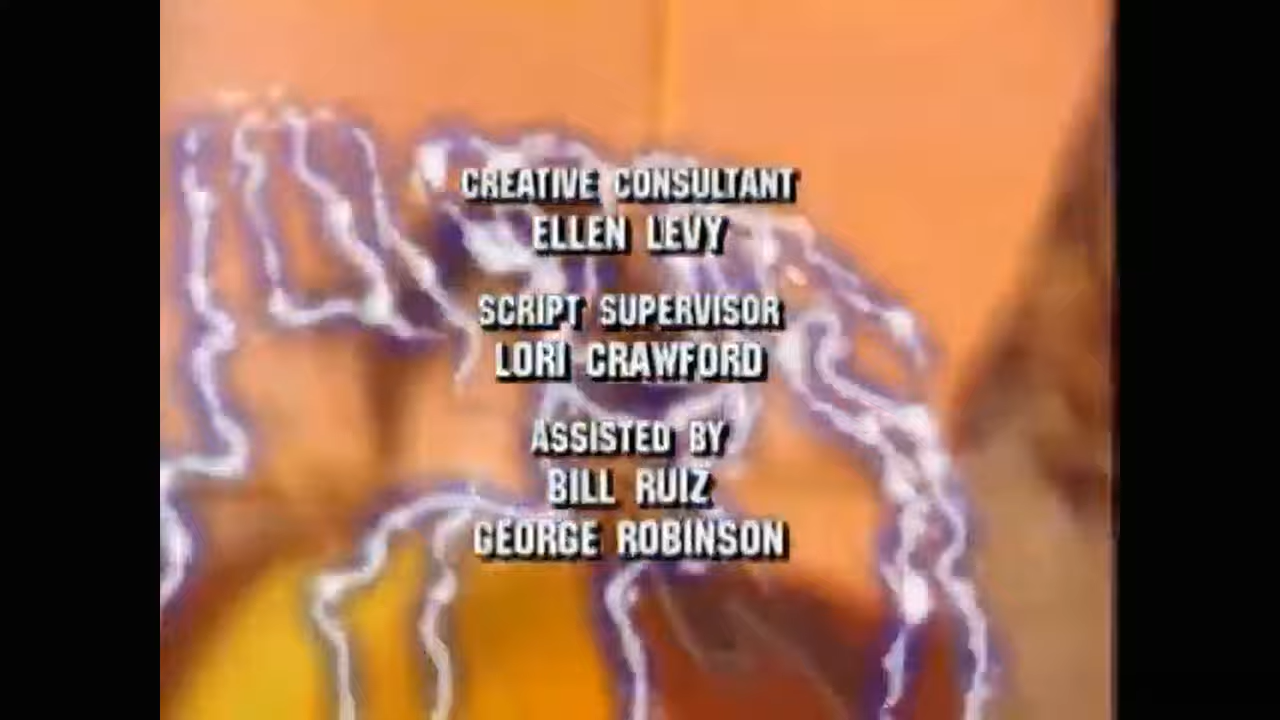 CREATIVE CONSULTANT
ELLEN LEVY
SCRIPT SUPERVISOR
LORI CRAWFORD
ASSISTED BY
BILL RUIZ
GEORGE ROBINSON